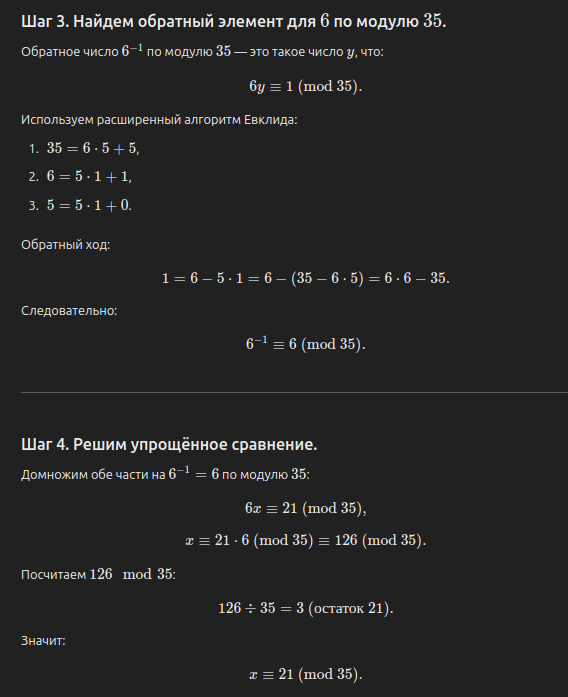 Шаг 3. Найдем обратный элемент для 6 по модулю 35.
Обратное число 6⁻¹ по модулю 35 — это такое число y, что:
6y ≡ 1 (mod 35).
Используем расширенный алгоритм Евклида:
1. 35 = 6 · 5 + 5,
2. 6 = 5 · 1 + 1,
3. 5 = 5 · 1 + 0.
Обратный ход:
1 = 6 − 5 · 1 = 6 − (35 − 6 · 5) = 6 · 6 − 35.
Следовательно:
6⁻¹ ≡ 6 (mod 35).
Шаг 4. Решим упрощённое сравнение.
Домножим обе части на 6⁻¹ = 6 по модулю 35:
6x ≡ 21 (mod 35),
x ≡ 21 · 6 (mod 35) ≡ 126 (mod 35).
Посчитаем 126 mod 35:
126 ÷ 35 = 3 (остаток 21).
Значит:
x ≡ 21 (mod 35).